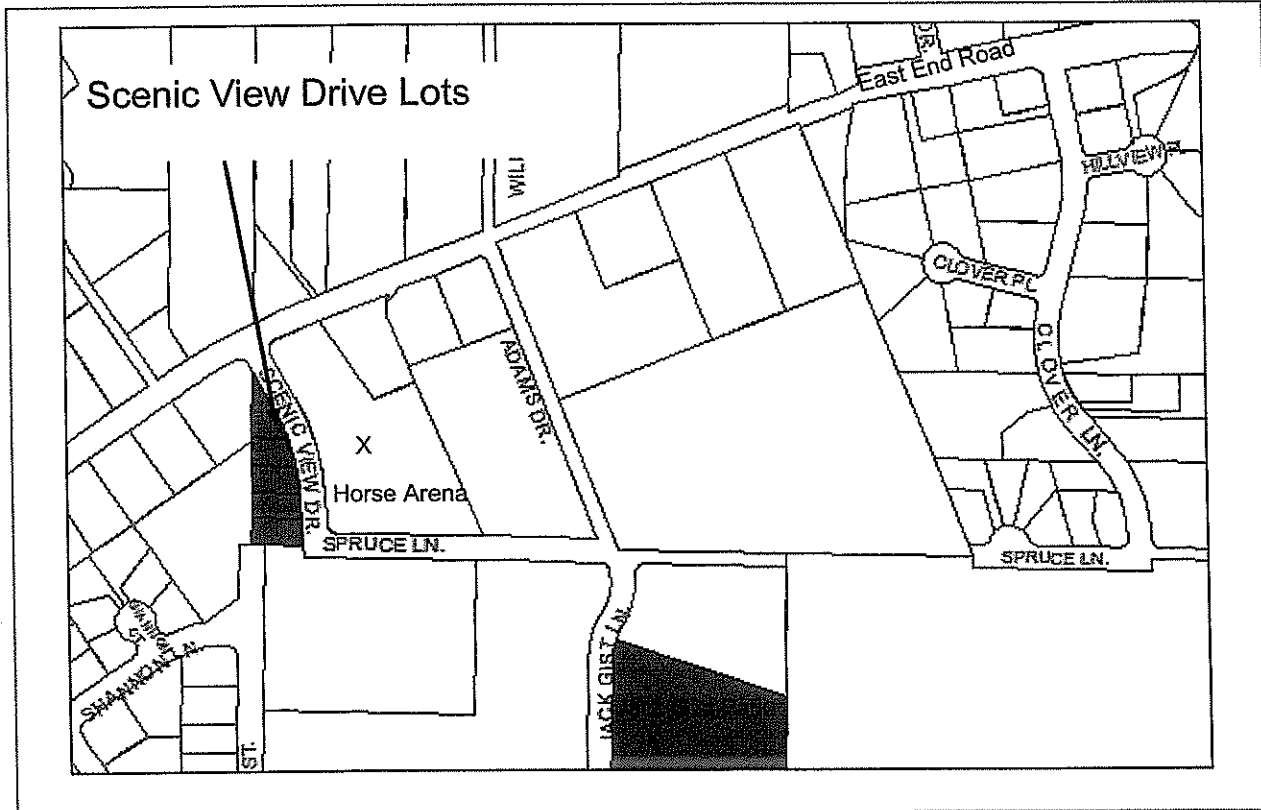 Scenic View Drive Lots
DR.
East End Road
HILLVIEW
CLOVER PL
CLOVER LN.
ADAMS DR.
SCENIC VIEW DR.
X
Horse Arena
SPRUCE LN.
SPRUCE LN.
JACK GIST LN.
SHANNON LN
ST.